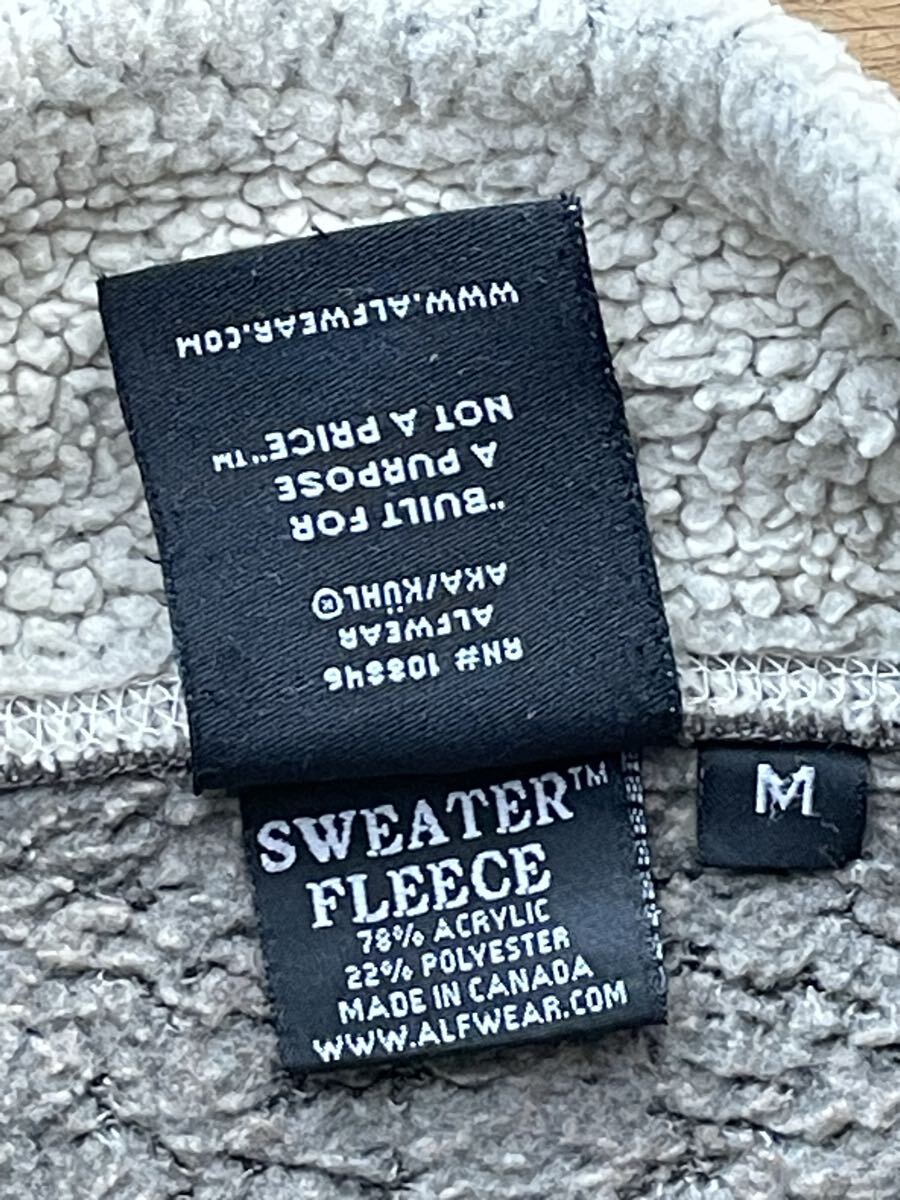 RN# 108846
ALFWEAR
AKA/KÜHL®
"BUILT FOR
A PURPOSE
NOT A PRICE"™
WWW.ALFWEAR.COM
SWEATER™
FLEECE
78% ACRYLIC
22% POLYESTER
MADE IN CANADA
WWW.ALFWEAR.COM
M